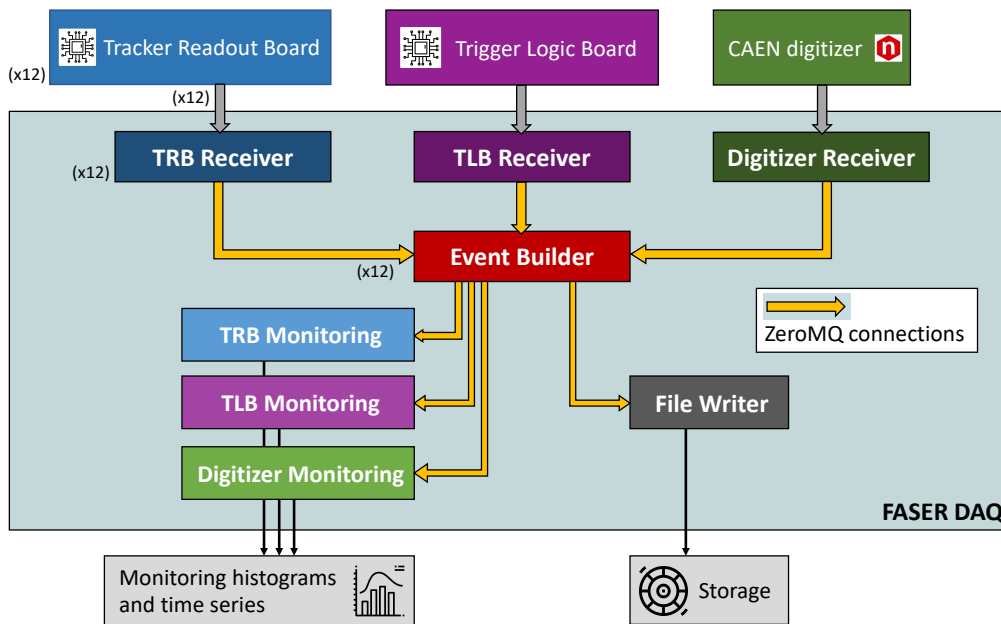 Tracker Readout Board
Trigger Logic Board
CAEN digitizer
n
(x12)
(x12)
TRB Receiver
TLB Receiver
Digitizer Receiver
(x12)
Event Builder
(x12)
TRB Monitoring
ZeroMQ connections
TLB Monitoring
File Writer
Digitizer Monitoring
FASER DAQ
Monitoring histograms
and time series
Storage